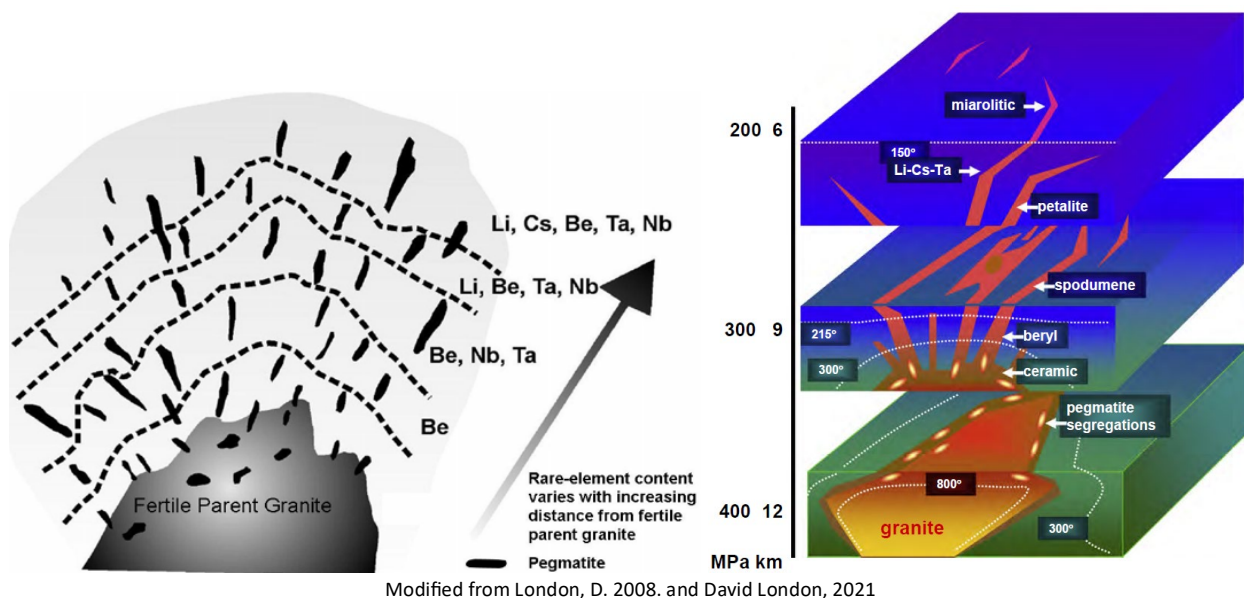 Li, Cs, Be, Ta, Nb
Li, Be, Ta, Nb
Be, Nb, Ta
Be
Fertile Parent Granite
Rare-element content
varies with increasing
distance from fertile
parent granite
Pegmatite
200 6
300 9
400 12
MPa km
miarolitic
150°
Li-Cs-Ta
petalite
spodumene
215°
beryl
300°
ceramic
pegmatite
segregations
800°
granite
300°
Modified from London, D. 2008. and David London, 2021